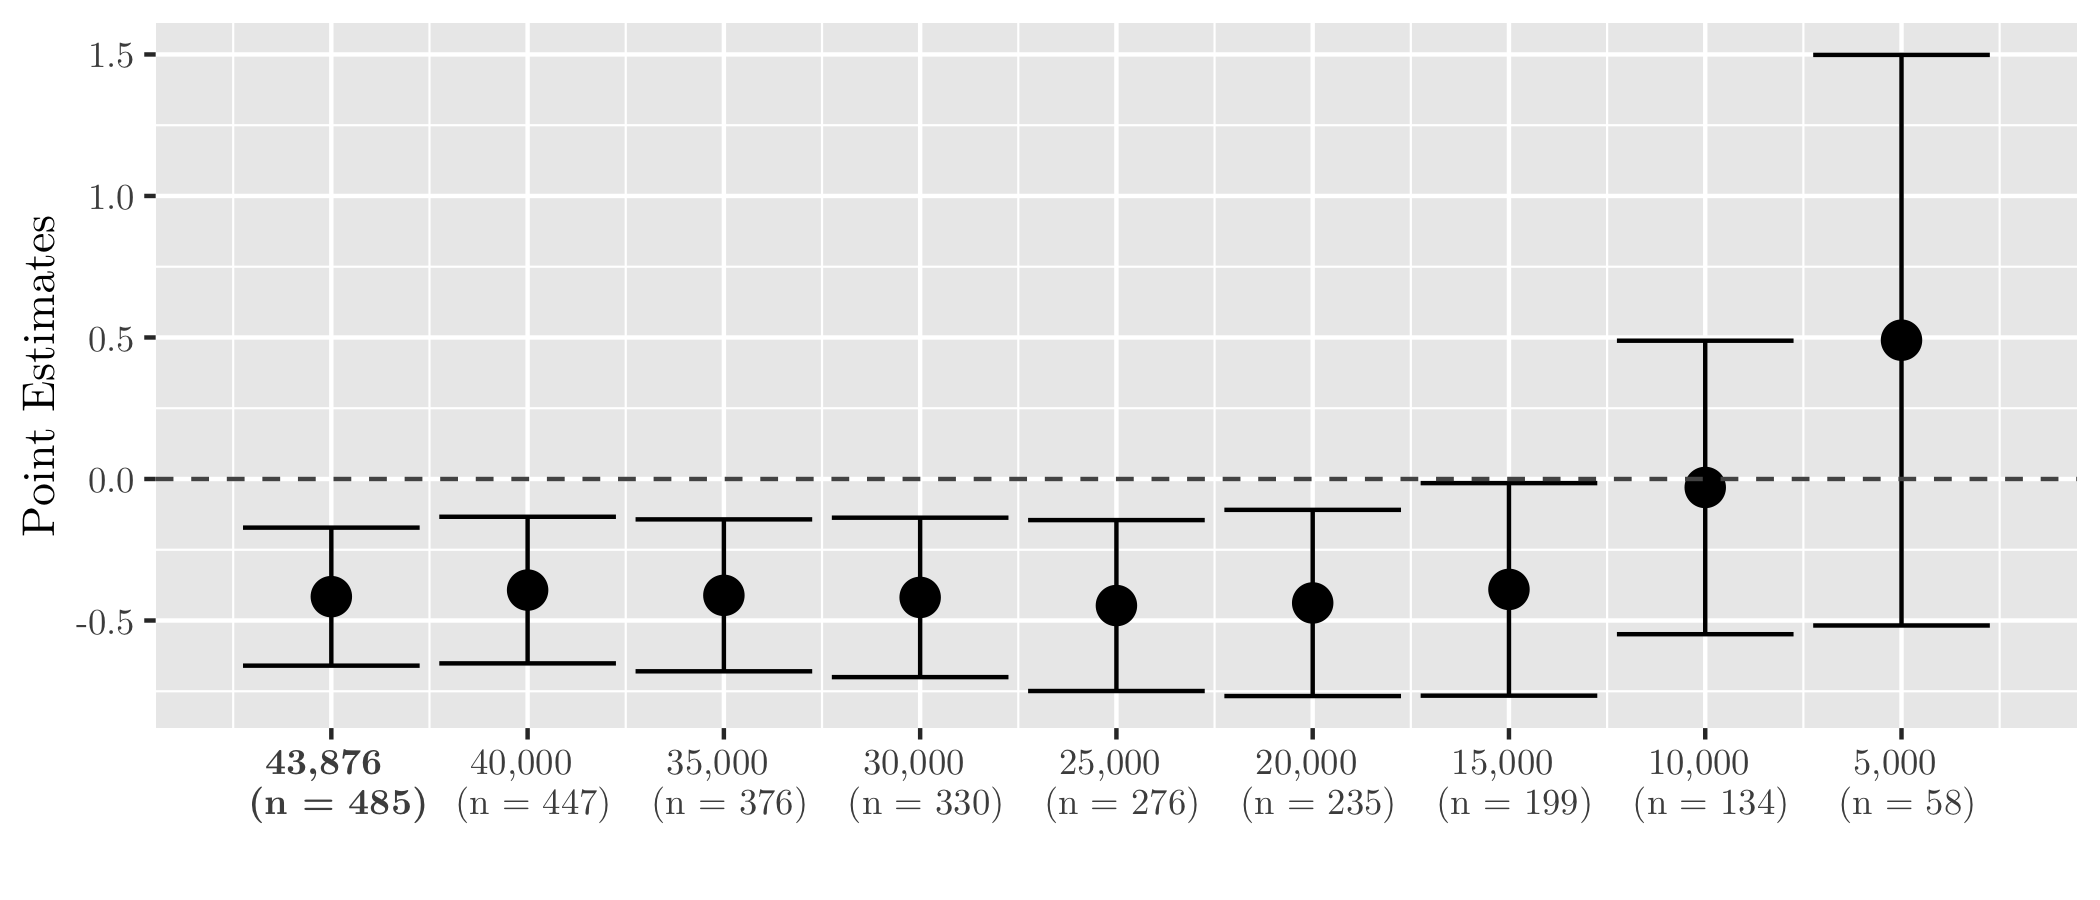 Point Estimates
1.5
1.0
0.5
0.0
-0.5
43,876 40,000 35,000 30,000 25,000 20,000 15,000 10,000 5,000
(n = 485) (n = 447) (n = 376) (n = 330) (n = 276) (n = 235) (n = 199) (n = 134) (n = 58)